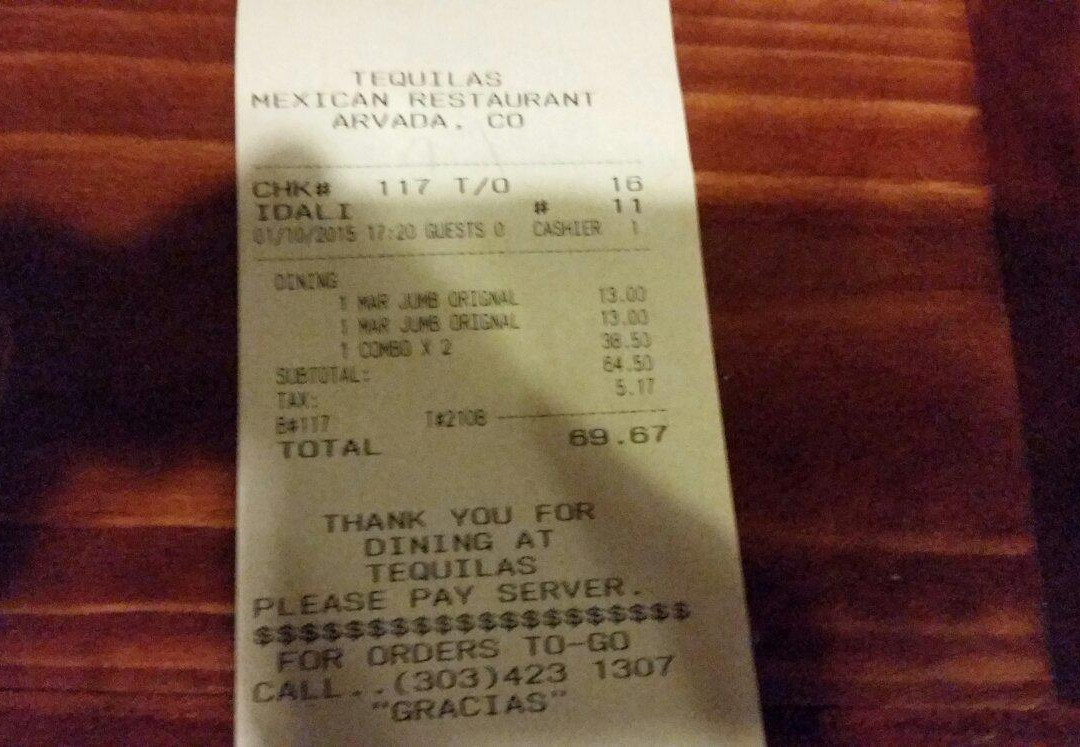 TEQUILAS
MEXICAN RESTAURANT
ARVADA, CO
CHK# 117 T/O 16
IDALI # 11
01/10/2015 17:20 GUESTS 0 CASHIER 1
DINING
1 MAR JUMB ORIGNAL 13.00
1 MAR JUMB ORIGNAL 13.00
1 COMBO X 2 38.50
SUBTOTAL: 64.50
TAX: 5.17
B#117 T#2108
TOTAL 69.67
THANK YOU FOR
DINING AT
TEQUILAS
PLEASE PAY SERVER.
$$$$$$$$$$$$$$$$$$$
FOR ORDERS TO-GO
CALL..(303)423 1307
"GRACIAS"